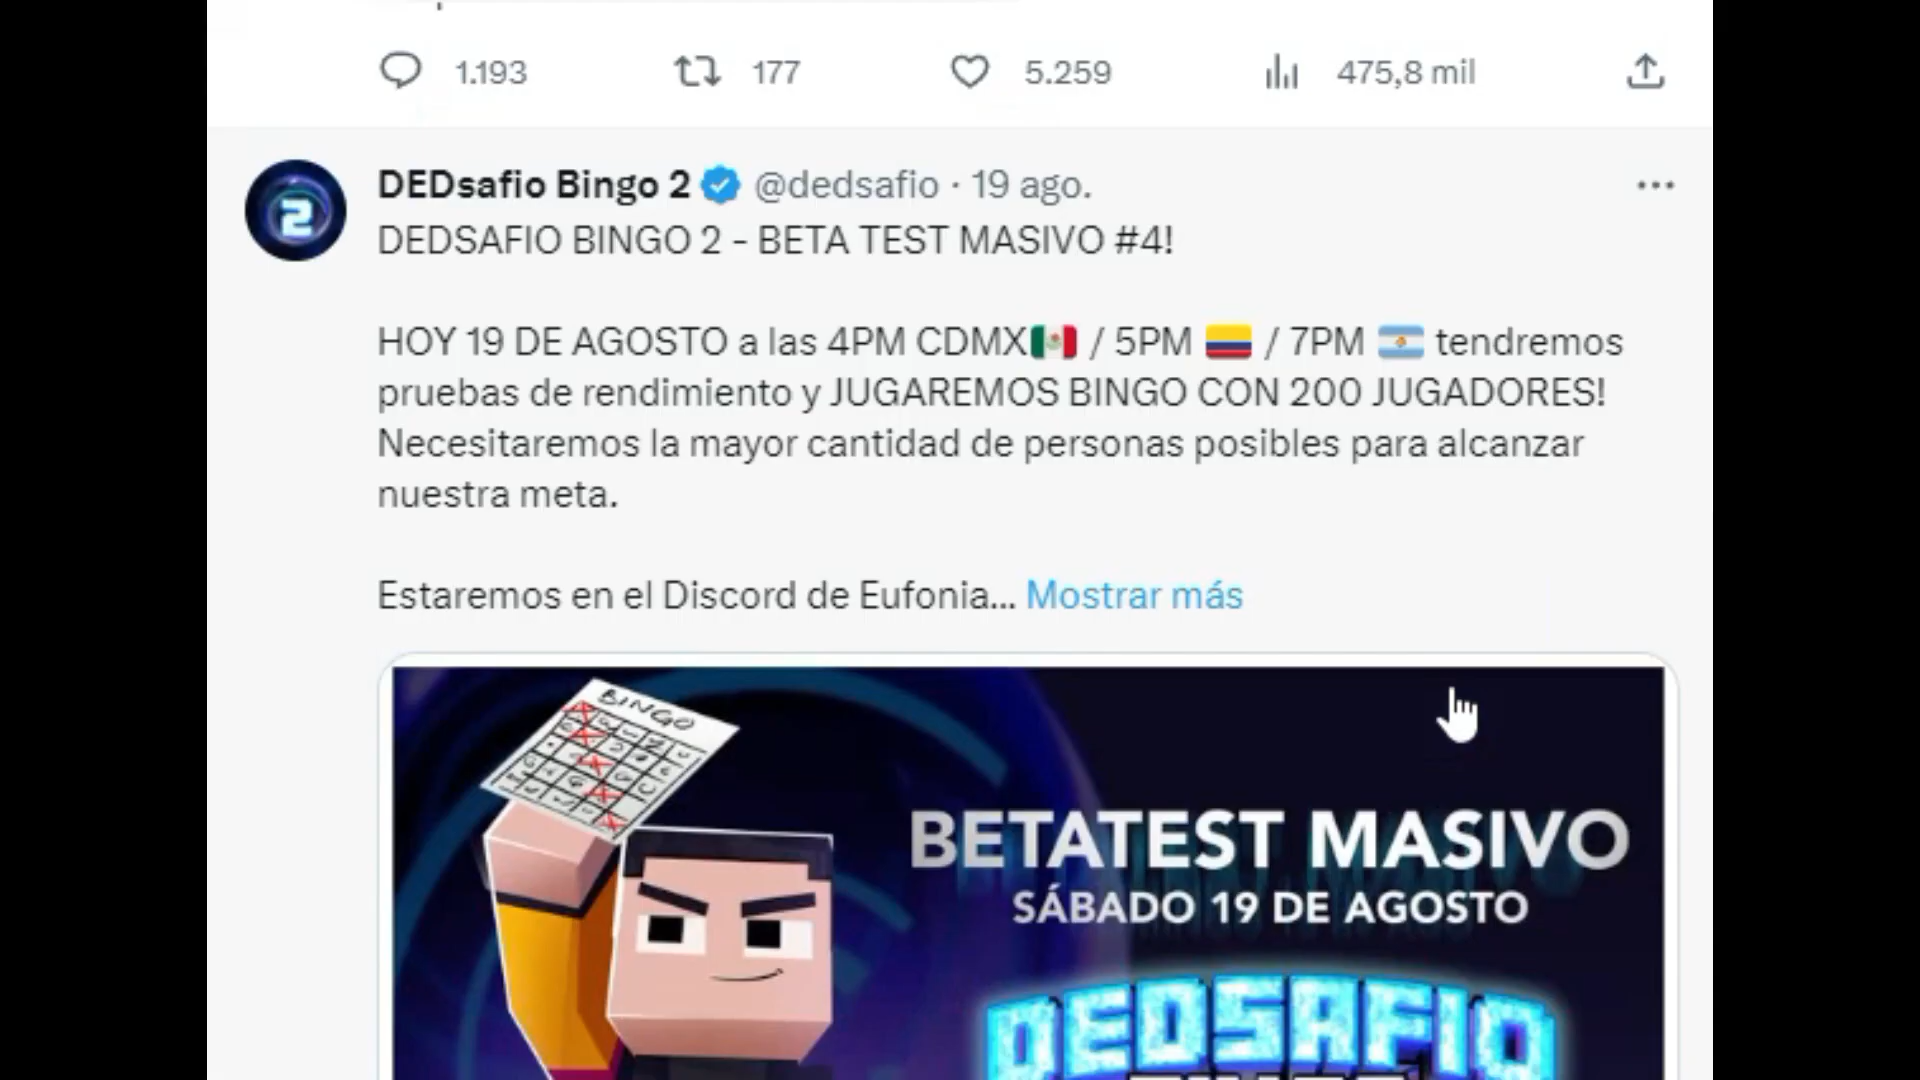 1.193 177 5.259 475,8 mil
DEDsafio Bingo 2 @dedsafio · 19 ago.
DEDSAFIO BINGO 2 - BETA TEST MASIVO #4!
HOY 19 DE AGOSTO a las 4PM CDMX🇲🇽 / 5PM 🇨🇴 / 7PM 🇦🇷 tendremos
pruebas de rendimiento y JUGAREMOS BINGO CON 200 JUGADORES!
Necesitaremos la mayor cantidad de personas posibles para alcanzar
nuestra meta.
Estaremos en el Discord de Eufonia... Mostrar más
2
BINGO
BETATEST MASIVO
SÁBADO 19 DE AGOSTO
DEDSAFIO